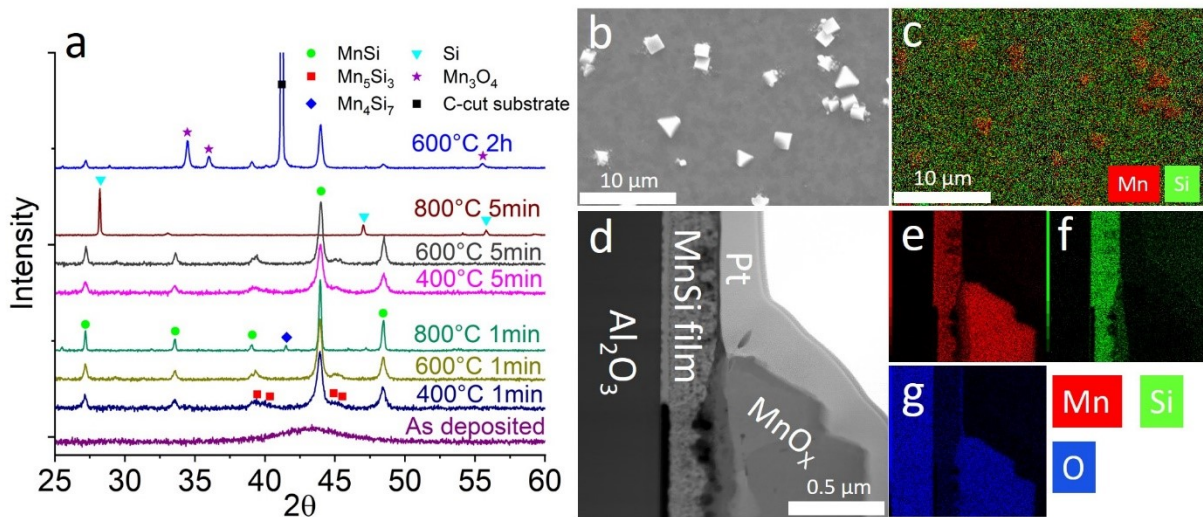 a
MnSi
Si
Mn₅Si₃
Mn₃O₄
Mn₄Si₇
C-cut substrate
600°C 2h
800°C 5min
600°C 5min
400°C 5min
800°C 1min
600°C 1min
400°C 1min
As deposited
Intensity
25 30 35 40 45 50 55 60
2θ
b
10 µm
c
10 µm
Mn Si
d
Al₂O₃
MnSi film
Pt
MnOₓ
0.5 µm
e
f
g
Mn Si
O